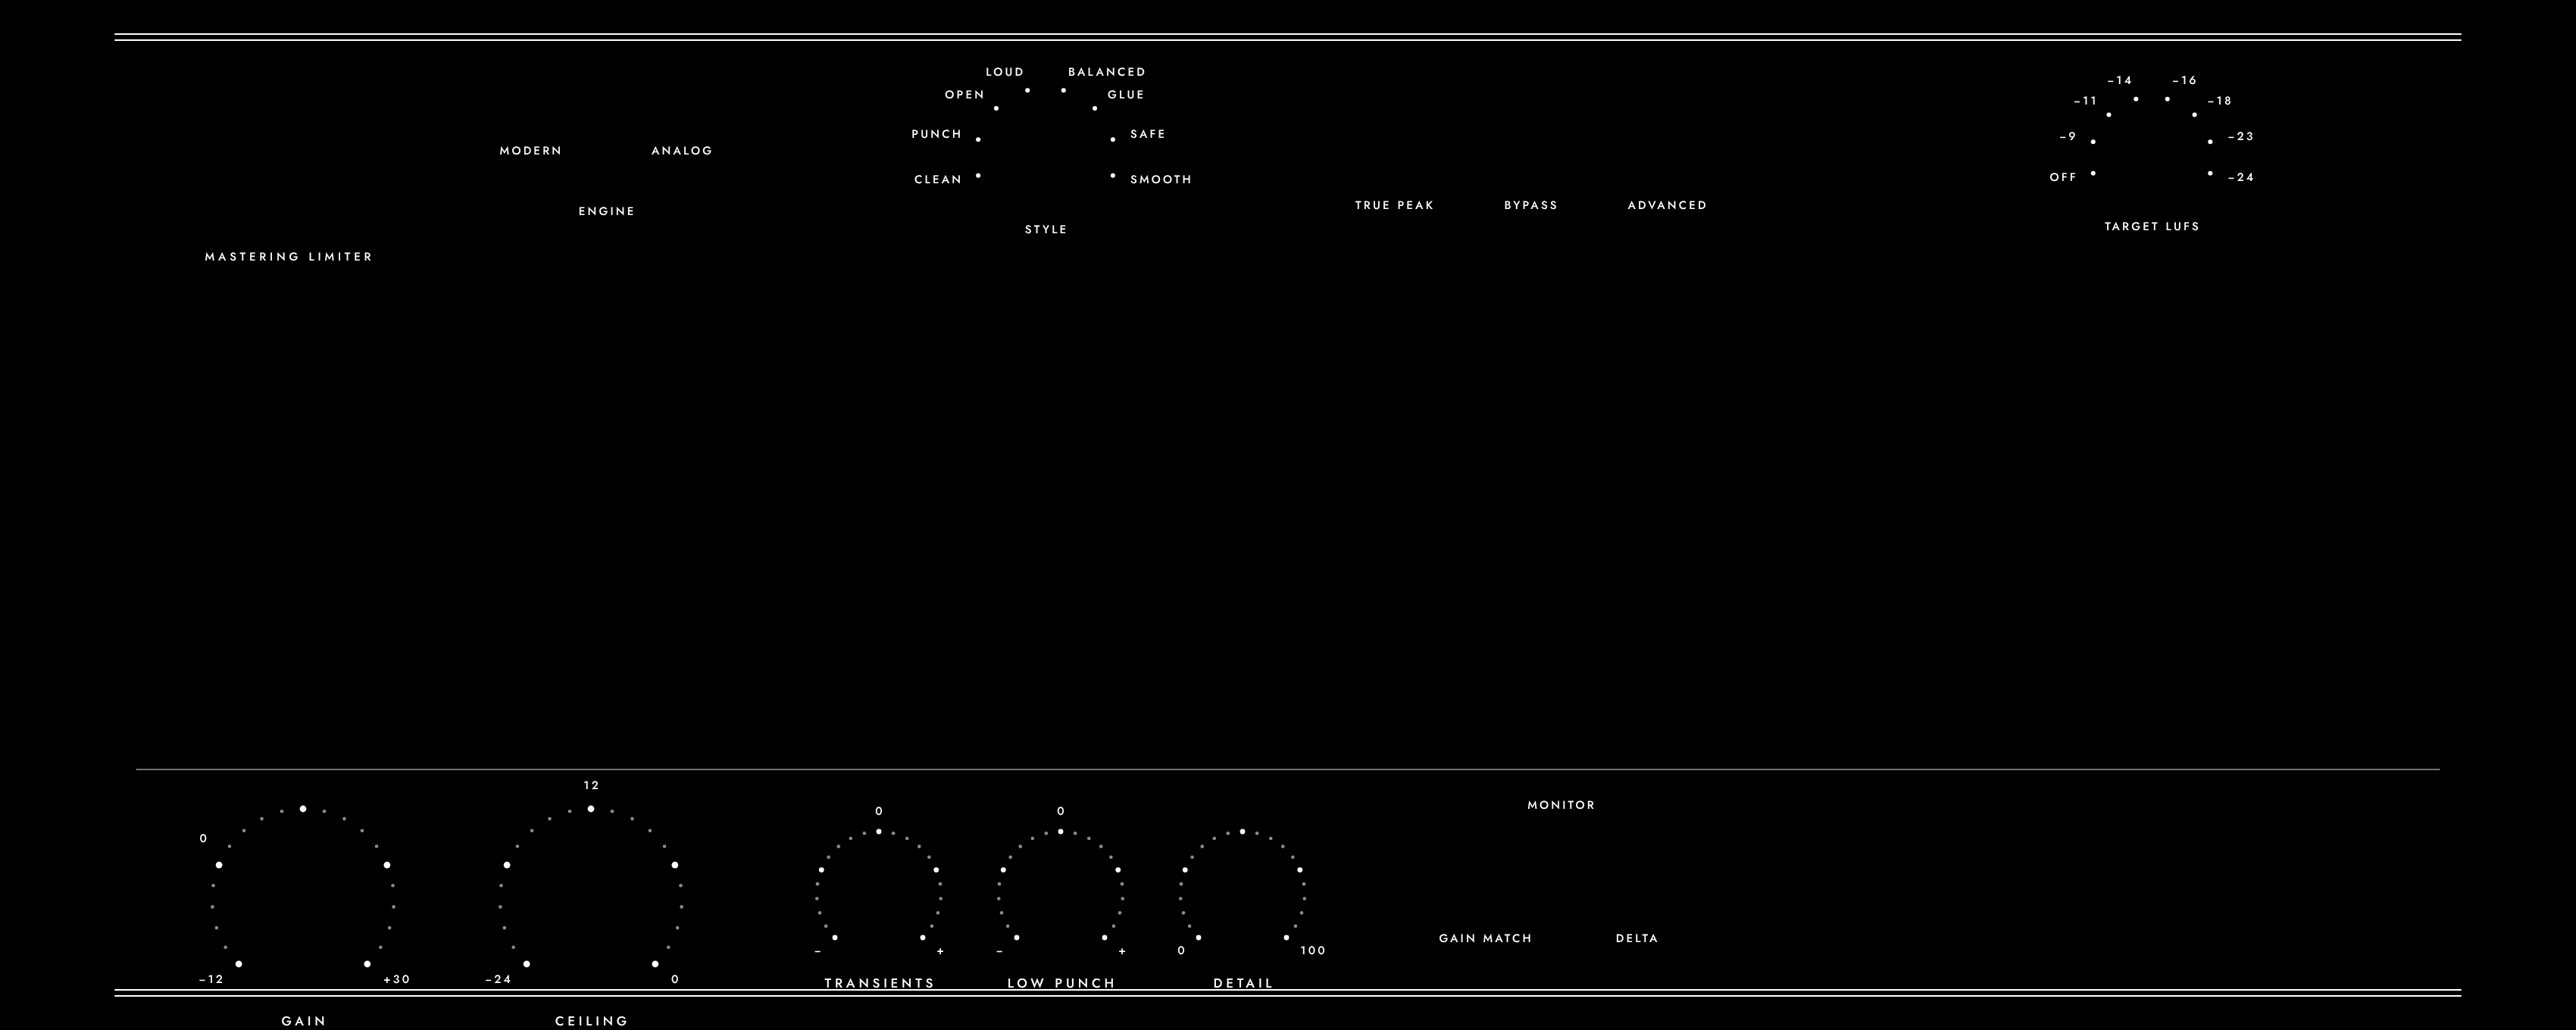 LOUD BALANCED
OPEN GLUE
PUNCH SAFE
CLEAN SMOOTH
STYLE
MODERN ANALOG
ENGINE
MASTERING LIMITER
TRUE PEAK BYPASS ADVANCED
−14 −16
−11 −18
−9 −23
OFF −24
TARGET LUFS
0
−12 +30
GAIN
12
−24 0
CEILING
0
− +
TRANSIENTS
0
− +
LOW PUNCH
0 100
DETAIL
MONITOR
GAIN MATCH DELTA